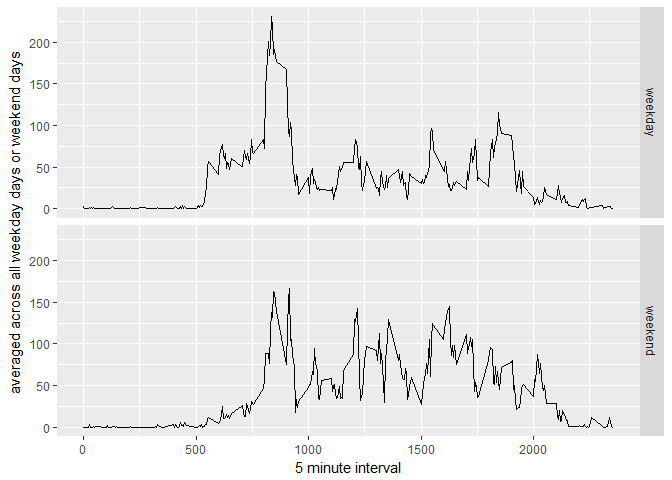 averaged across all weekday days or weekend days
200
150
100
50
0
weekday
200
150
100
50
0
weekend
0 500 1000 1500 2000
5 minute interval